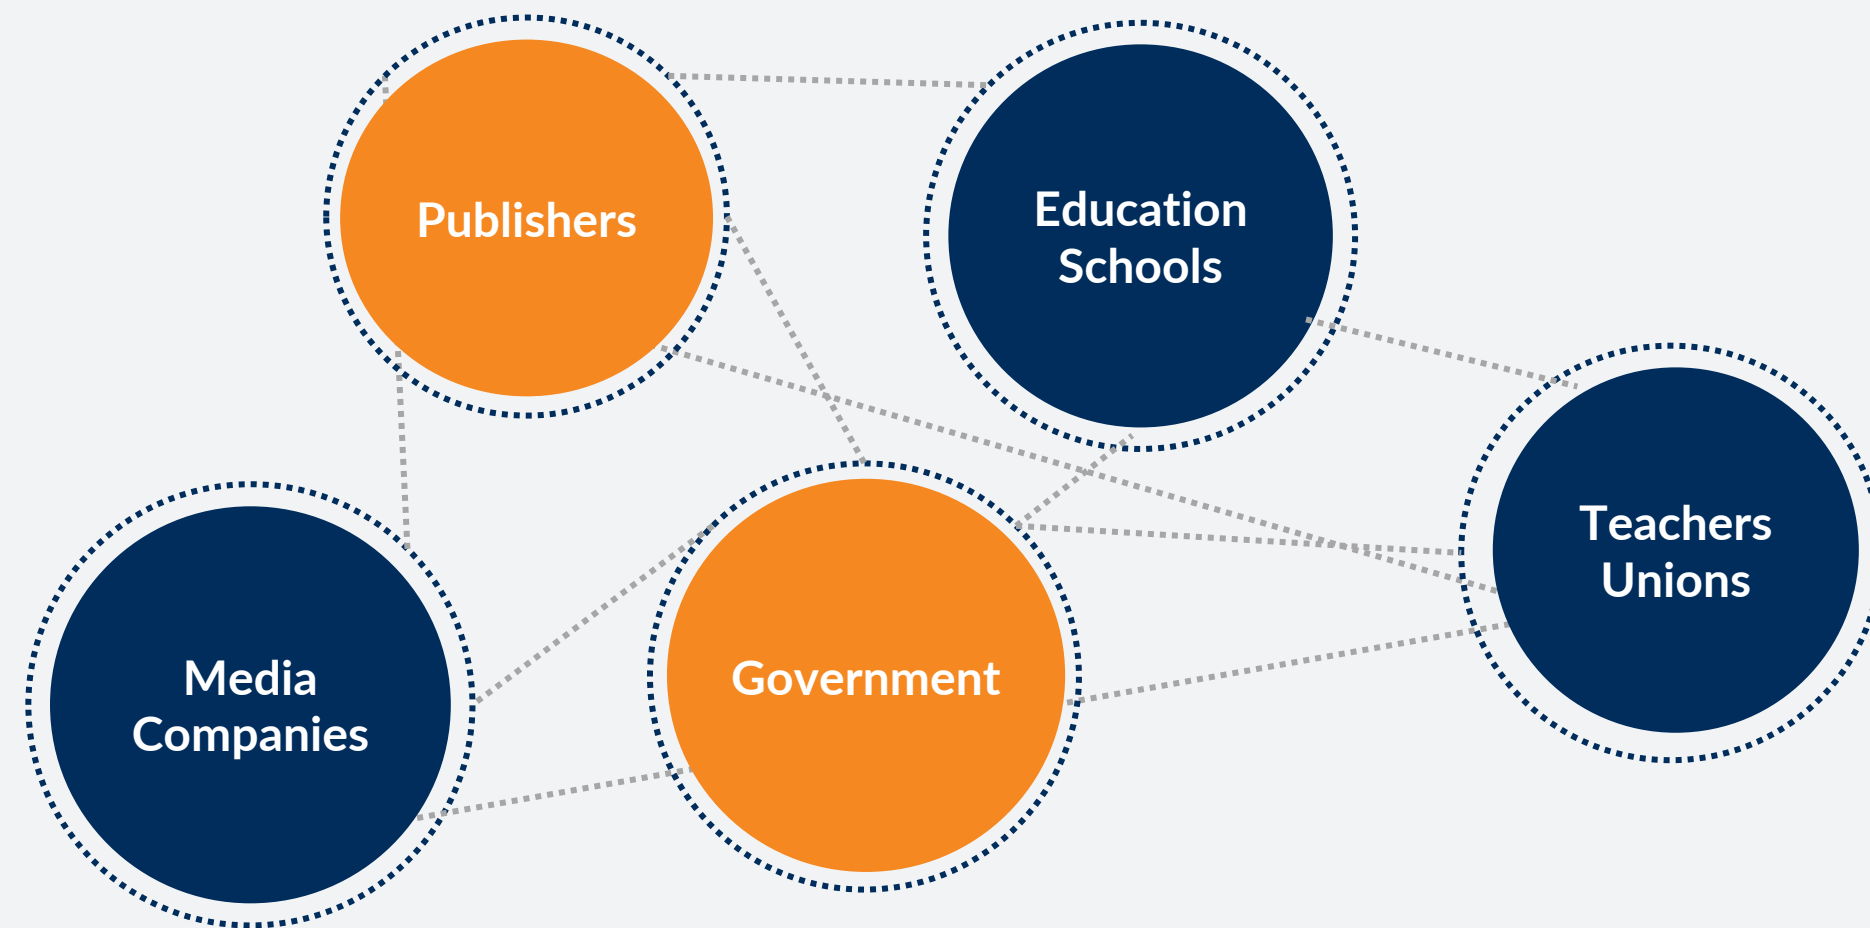 Publishers
Education
Schools
Teachers
Unions
Media
Companies
Government